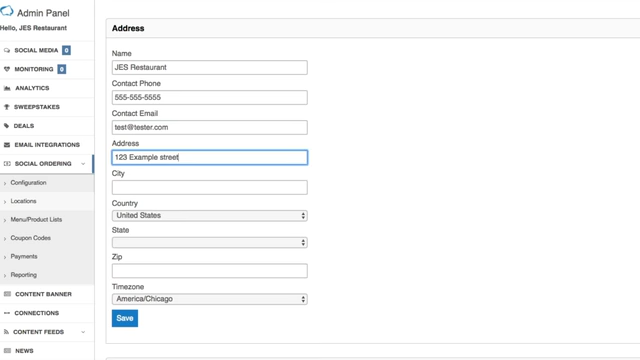 Admin Panel
Hello, JES Restaurant
SOCIAL MEDIA 0
MONITORING 0
ANALYTICS
SWEEPSTAKES
DEALS
EMAIL INTEGRATIONS
SOCIAL ORDERING
Configuration
Locations
Menu/Product Lists
Coupon Codes
Payments
Reporting
CONTENT BANNER
CONNECTIONS
CONTENT FEEDS
NEWS
Address
Name
JES Restaurant
Contact Phone
555-555-5555
Contact Email
test@tester.com
Address
123 Example street
City
Country
United States
State
Zip
Timezone
America/Chicago
Save